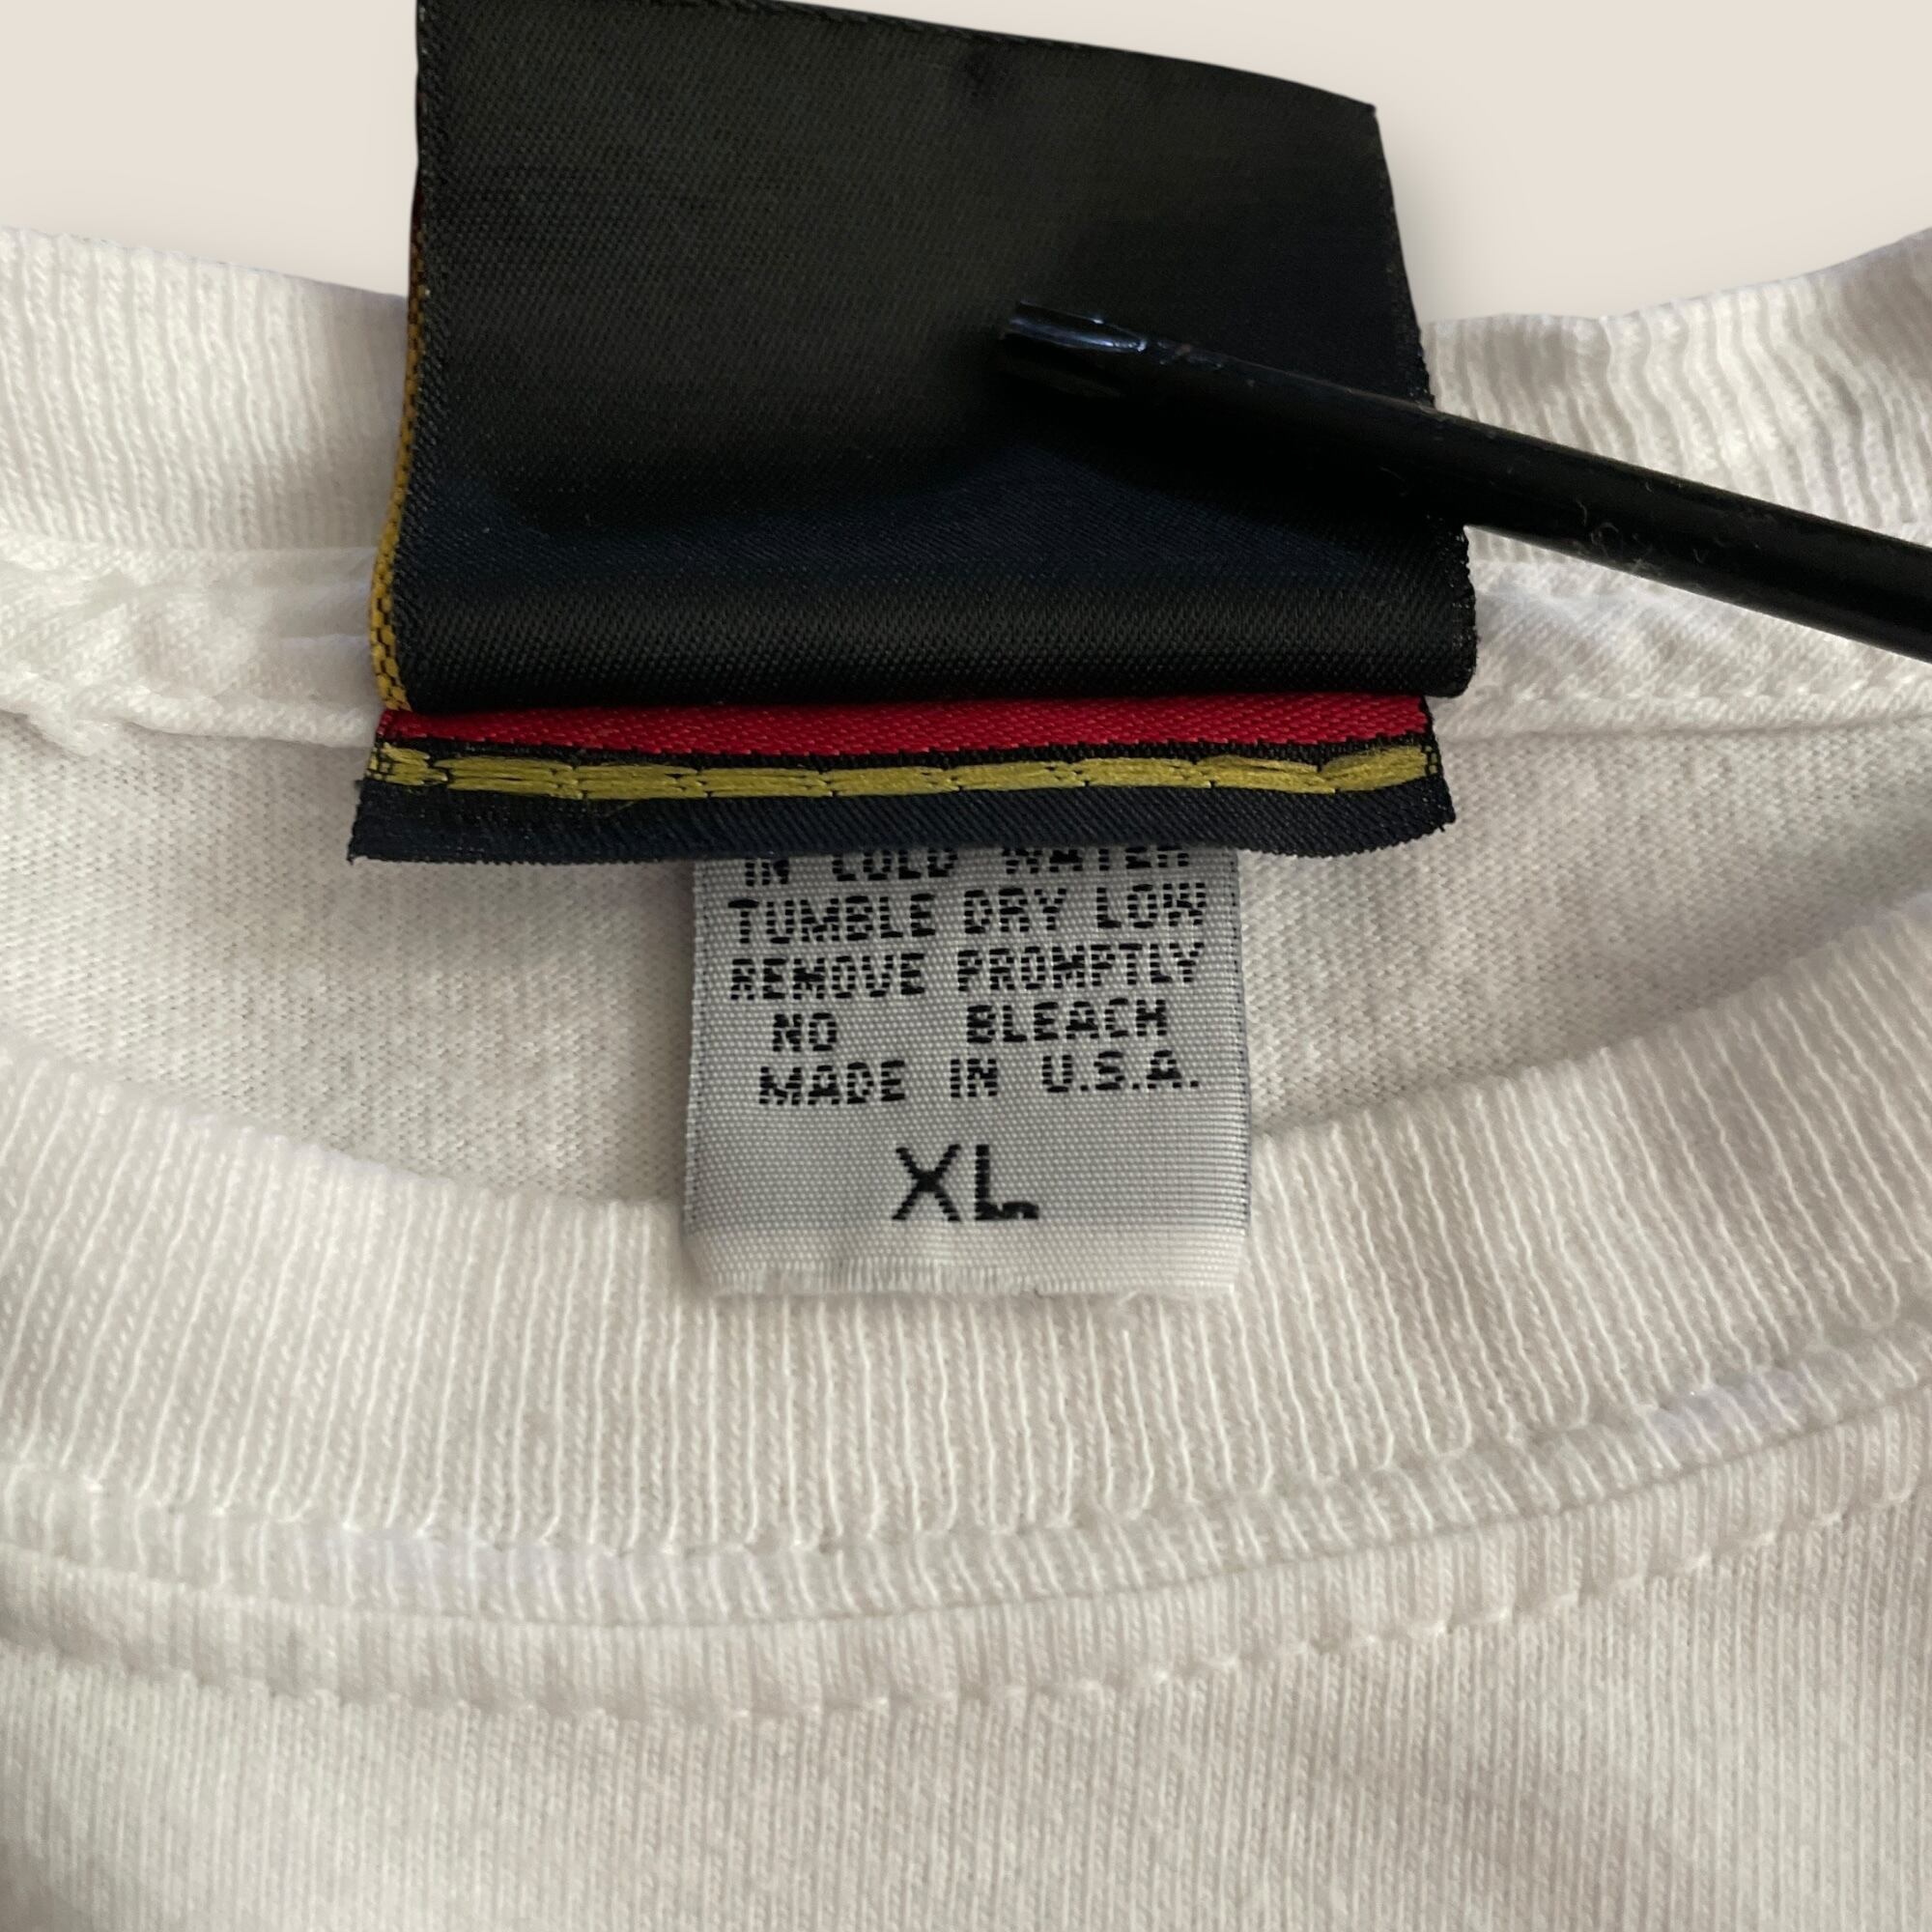 IN COLD WATER
TUMBLE DRY LOW
REMOVE PROMPTLY
NO BLEACH
MADE IN U.S.A.
XL